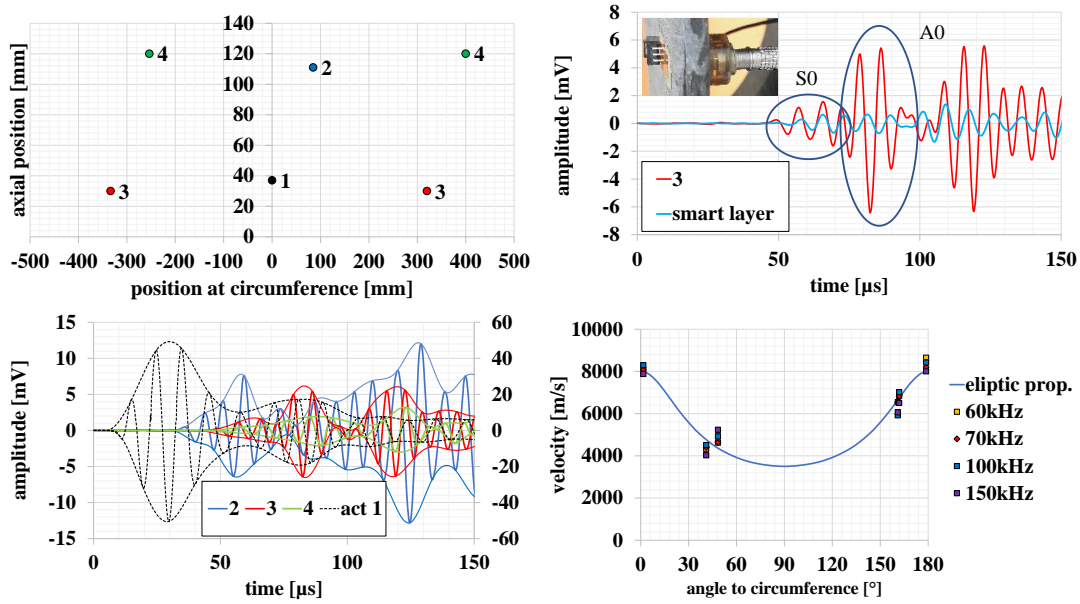 axial position [mm]
140
120
100
80
60
40
20
0
4
4
2
3
1
3
-500 -400 -300 -200 -100 0 100 200 300 400 500
position at circumference [mm]
amplitude [mV]
8
6
4
2
0
-2
-4
-6
-8
S0
A0
3
smart layer
0 50 100 150
time [µs]
amplitude [mV]
15
10
5
0
-5
-10
-15
60
40
20
0
-20
-40
-60
2 3 4 act 1
0 50 100 150
time [µs]
velocity [m/s]
10000
8000
6000
4000
2000
0
0 30 60 90 120 150 180
angle to circumference [°]
eliptic prop.
60kHz
70kHz
100kHz
150kHz